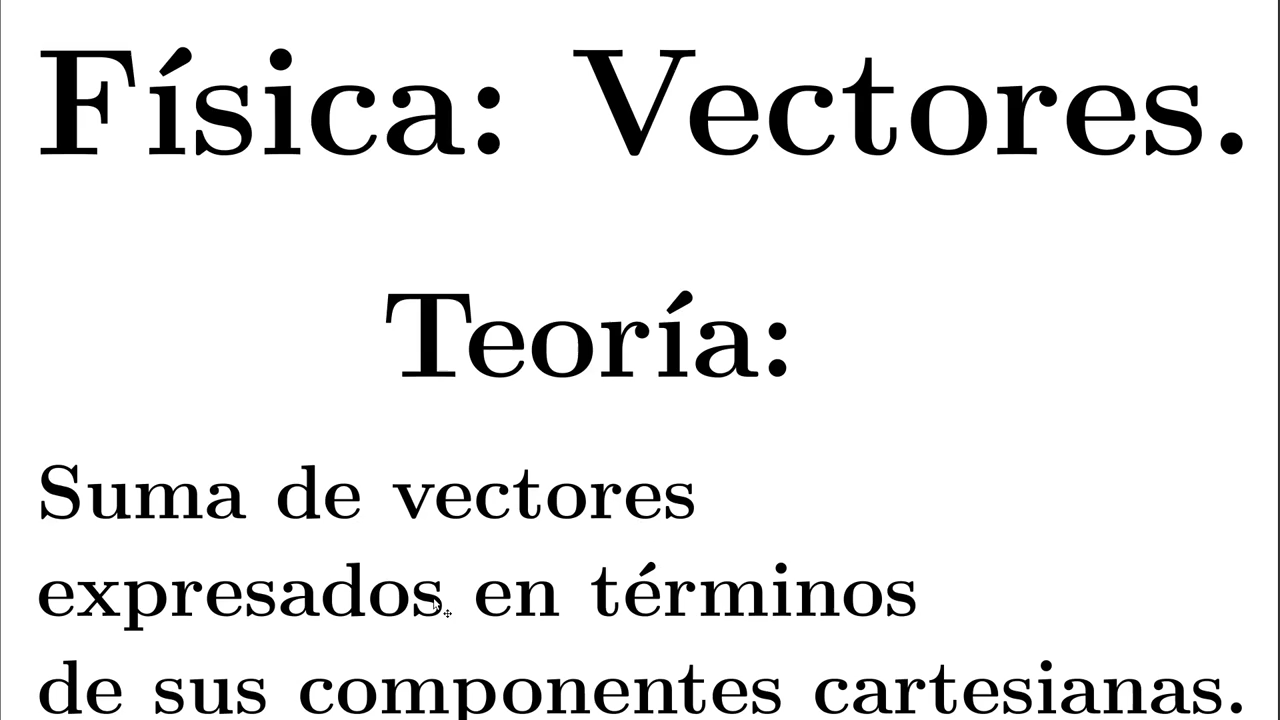 Física: Vectores.
Teoría:
Suma de vectores
expresados en términos
de sus componentes cartesianas.